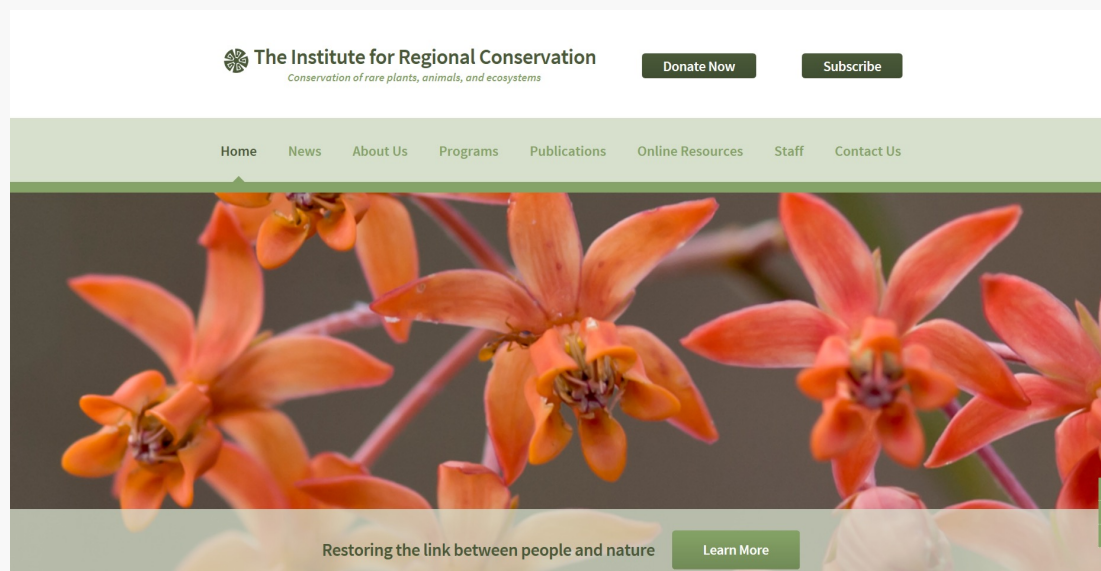 The Institute for Regional Conservation
Conservation of rare plants, animals, and ecosystems
Donate Now
Subscribe
Home News About Us Programs Publications Online Resources Staff Contact Us
Restoring the link between people and nature
Learn More